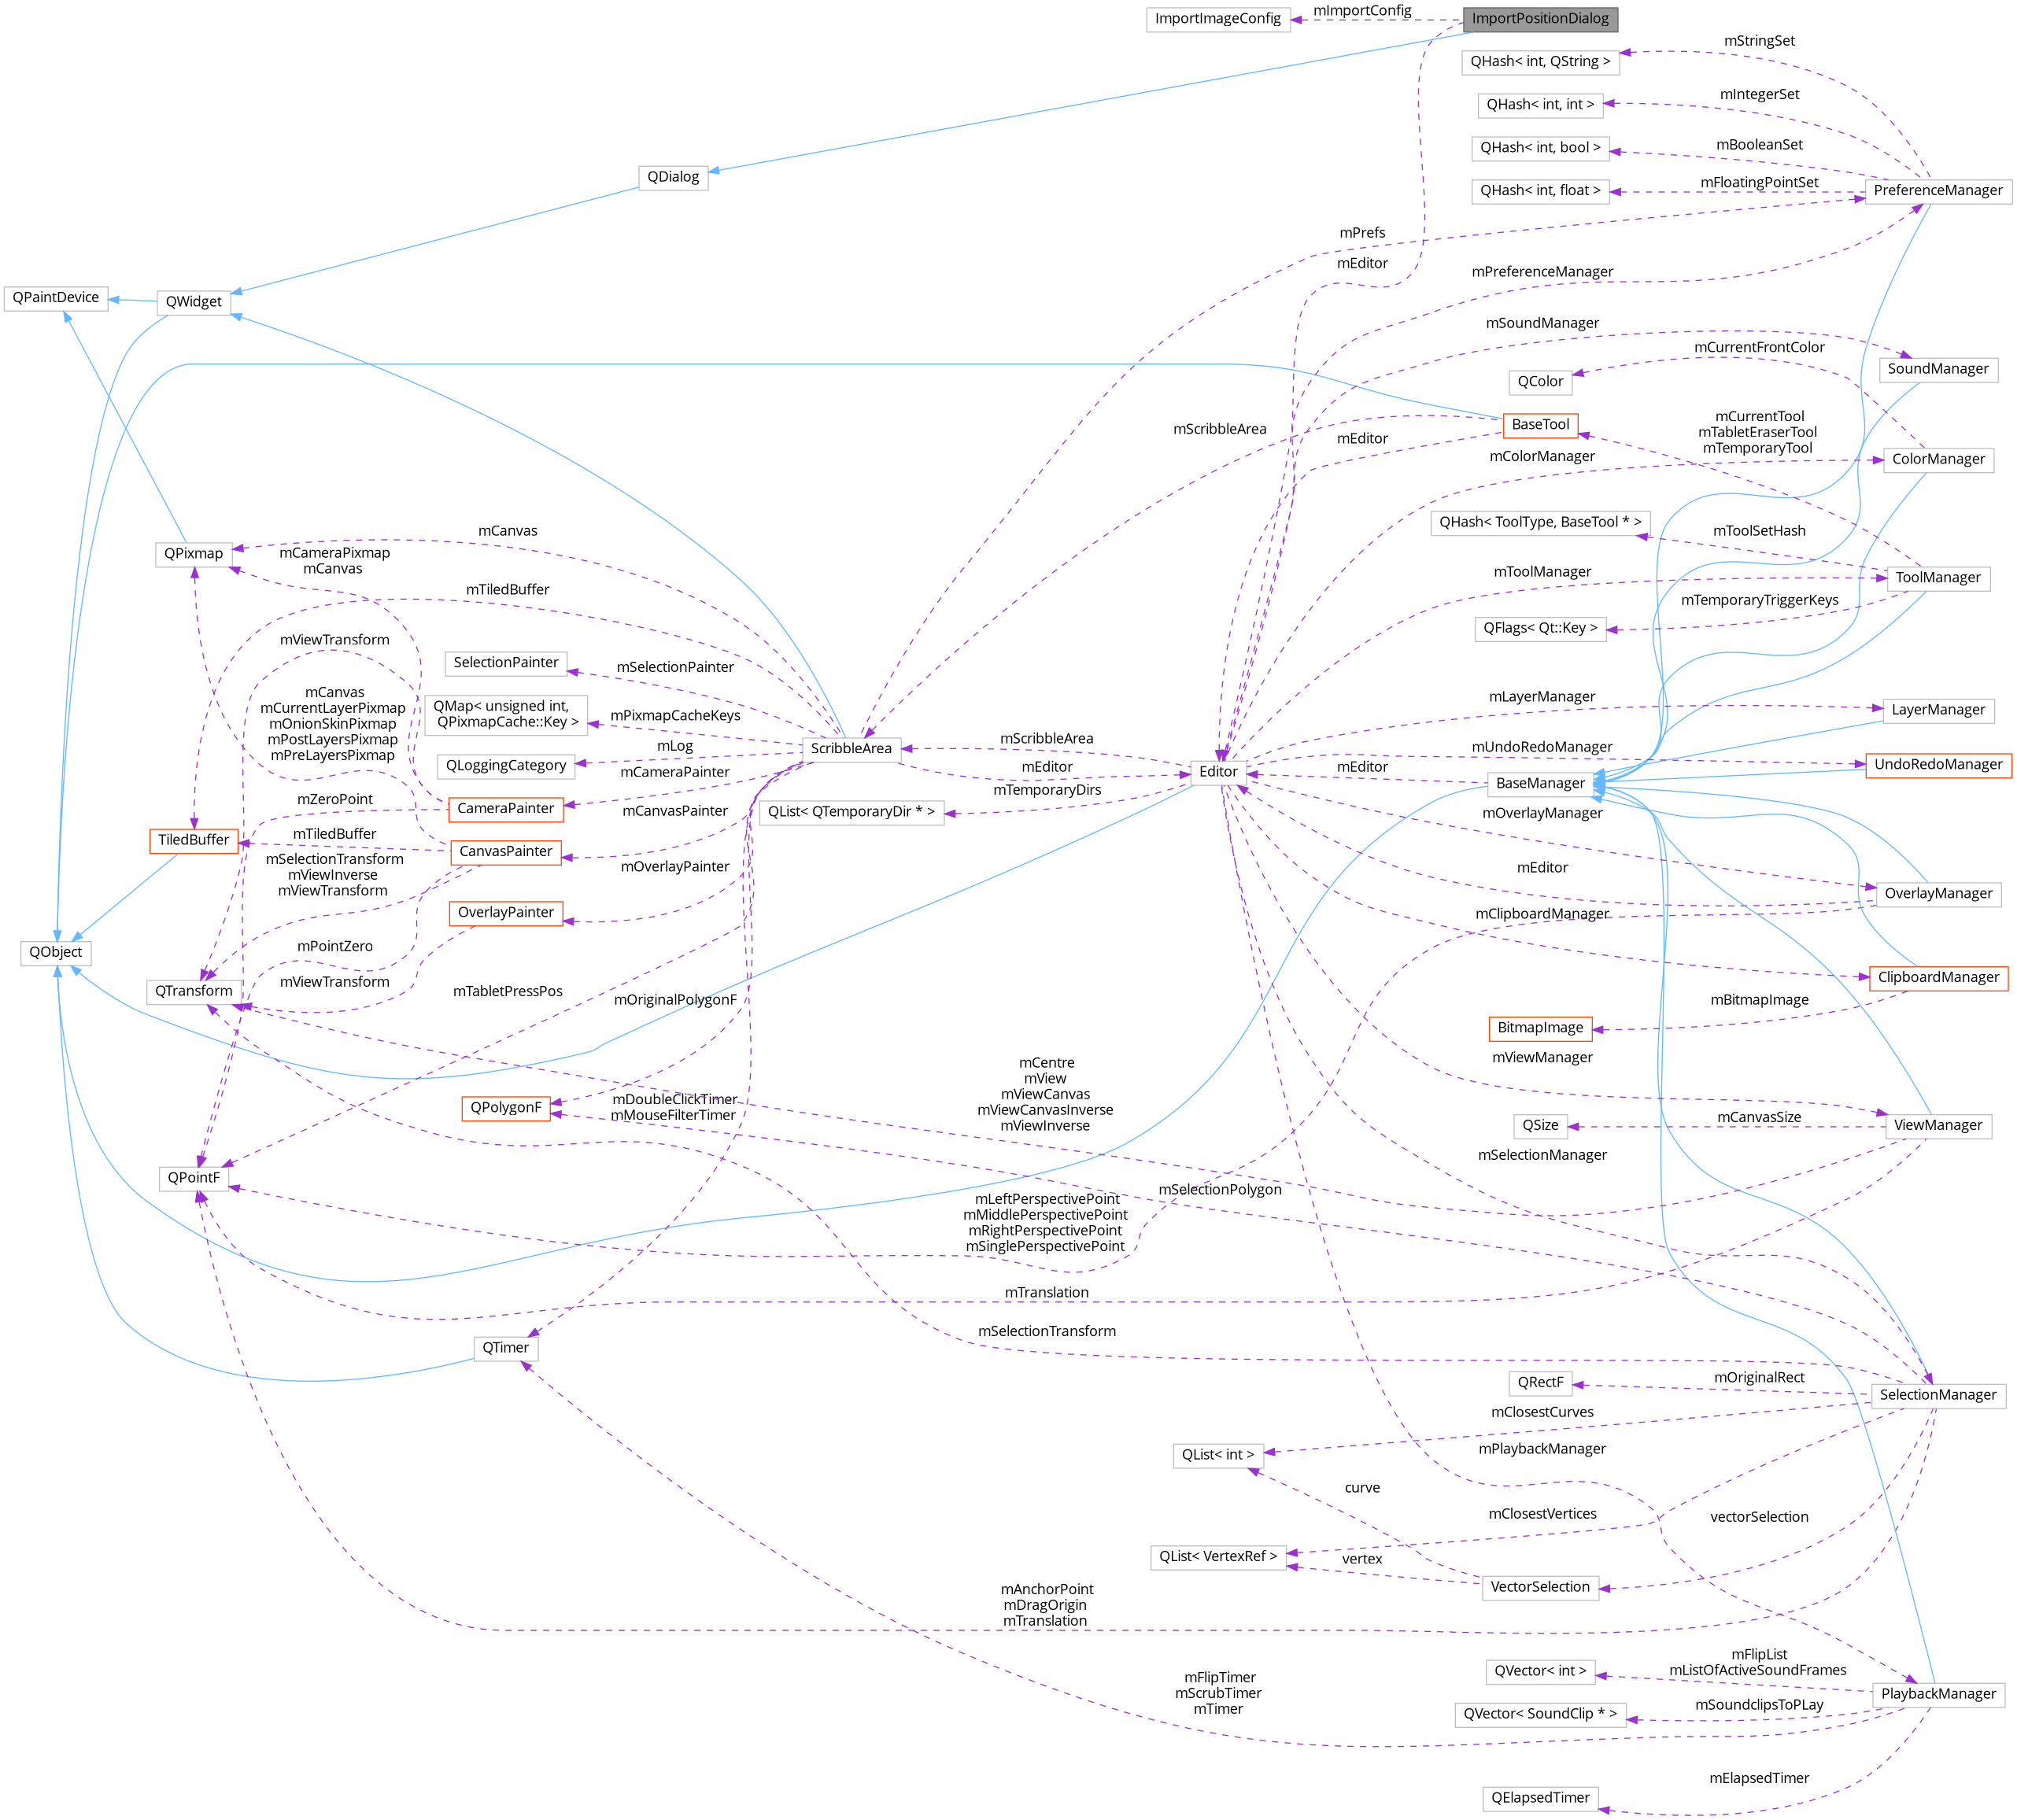 ImportImageConfig
mImportConfig
ImportPositionDialog
mStringSet
QHash< int, QString >
mIntegerSet
QHash< int, int >
mBooleanSet
QHash< int, bool >
QDialog
mFloatingPointSet
QHash< int, float >
PreferenceManager
mPrefs
mEditor
mPreferenceManager
QPaintDevice
QWidget
mSoundManager
mCurrentFrontColor
SoundManager
QColor
mCurrentTool
mTabletEraserTool
mTemporaryTool
BaseTool
mScribbleArea
mEditor
mColorManager
ColorManager
QHash< ToolType, BaseTool * >
mToolSetHash
mCanvas
QPixmap
mCameraPixmap
mCanvas
mTiledBuffer
mToolManager
ToolManager
mTemporaryTriggerKeys
QFlags< Qt::Key >
mViewTransform
SelectionPainter
mSelectionPainter
mCanvas
mCurrentLayerPixmap
mOnionSkinPixmap
mPostLayersPixmap
mPreLayersPixmap
QMap< unsigned int,
QPixmapCache::Key >
mPixmapCacheKeys
mLayerManager
LayerManager
mLog
QLoggingCategory
ScribbleArea
mScribbleArea
mUndoRedoManager
UndoRedoManager
mCameraPainter
mEditor
Editor
mEditor
BaseManager
mTemporaryDirs
mZeroPoint
CameraPainter
mCanvasPainter
QList< QTemporaryDir * >
mOverlayManager
TiledBuffer
mTiledBuffer
CanvasPainter
mSelectionTransform
mViewInverse
mViewTransform
mOverlayPainter
mEditor
OverlayManager
OverlayPainter
mClipboardManager
QObject
mPointZero
QTransform
mViewTransform
mTabletPressPos
mOriginalPolygonF
ClipboardManager
mBitmapImage
BitmapImage
mViewManager
mCentre
mView
mViewCanvas
mViewCanvasInverse
mViewInverse
QPolygonF
mDoubleClickTimer
mMouseFilterTimer
mCanvasSize
QSize
ViewManager
mSelectionManager
QPointF
mSelectionPolygon
mLeftPerspectivePoint
mMiddlePerspectivePoint
mRightPerspectivePoint
mSinglePerspectivePoint
mTranslation
mSelectionTransform
QTimer
QRectF
mOriginalRect
SelectionManager
mClosestCurves
QList< int >
mPlaybackManager
curve
mClosestVertices
vectorSelection
QList< VertexRef >
vertex
VectorSelection
mAnchorPoint
mDragOrigin
mTranslation
mFlipList
mListOfActiveSoundFrames
QVector< int >
mFlipTimer
mScrubTimer
mTimer
PlaybackManager
mSoundclipsToPLay
QVector< SoundClip * >
mElapsedTimer
QElapsedTimer